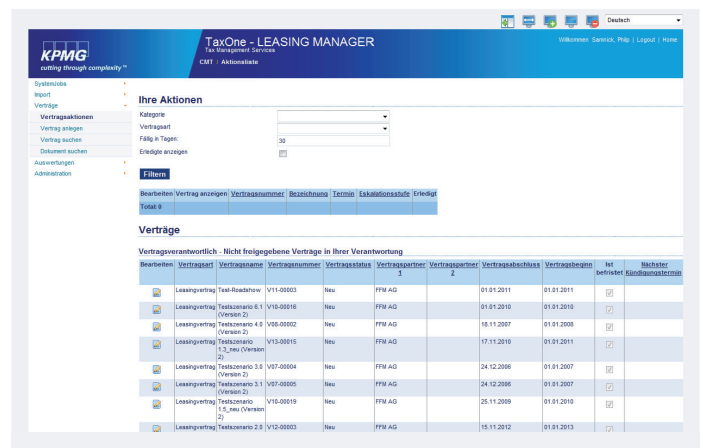 Deutsch
KPMG
cutting through complexity™
TaxOne - LEASING MANAGER
Tax Management Services
CMT / Aktionsliste
Willkommen Samnick, Philip | Logout | Home
SystemJobs
Import
Verträge
Vertragsaktionen
Vertrag anlegen
Vertrag suchen
Dokument suchen
Auswertungen
Administration
Ihre Aktionen
Kategorie
Vertragsart
Fällig in Tagen: 30
Erledigte anzeigen
Filtern
Bearbeiten Vertrag anzeigen Vertragsnummer Bezeichnung Termin Eskalationsstufe Erledigt
Total: 0
Verträge
Vertragsverantwortlich - Nicht freigegebene Verträge in Ihrer Verantwortung
Bearbeiten Vertragsart Vertragsname Vertragsnummer Vertragsstatus Vertragspartner 1 Vertragspartner 2 Vertragsabschluss Vertragsbeginn Ist befristet Nächster Kündigungstermin
Leasingvertrag Test-Roadshow V11-00003 Neu FFM AG 01.01.2011 01.01.2011
Leasingvertrag Testszenario 6.1 (Version 2) V10-00016 Neu FFM AG 01.01.2010 01.01.2010
Leasingvertrag Testszenario 4.0 (Version 2) V08-00002 Neu FFM AG 18.11.2007 01.01.2008
Leasingvertrag Testszenario 1.3_neu (Version 2) V13-00015 Neu FFM AG 17.11.2010 01.01.2011
Leasingvertrag Testszenario 3.0 (Version 2) V07-00004 Neu FFM AG 24.12.2006 01.01.2007
Leasingvertrag Testszenario 3.1 (Version 2) V07-00005 Neu FFM AG 24.12.2006 01.01.2007
Leasingvertrag Testszenario 1.5_neu (Version 2) V10-00019 Neu FFM AG 25.11.2009 01.01.2010
Leasingvertrag Testszenario 2.0 V12-00003 Neu FFM AG 15.11.2012 01.01.2013